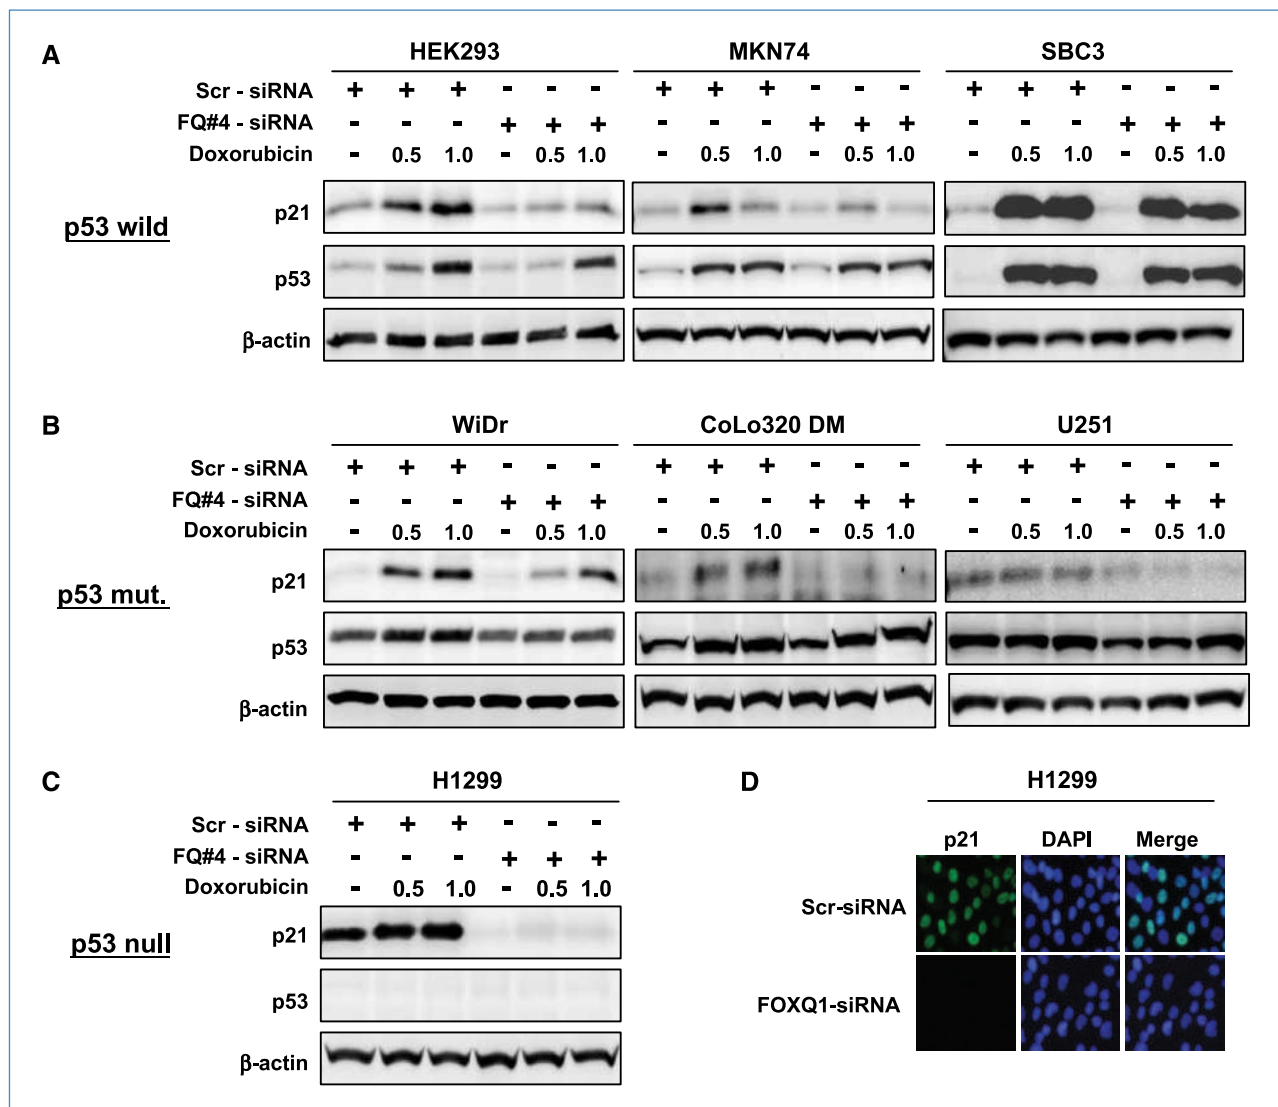 A HEK293 MKN74 SBC3
Scr - siRNA + + + - - - + + + - - - + + + - - -
FQ#4 - siRNA - - - + + + - - - + + + - - - + + +
Doxorubicin - 0.5 1.0 - 0.5 1.0 - 0.5 1.0 - 0.5 1.0 - 0.5 1.0 - 0.5 1.0
p21
p53 wild
p53
β-actin
B WiDr CoLo320 DM U251
Scr - siRNA + + + - - - + + + - - - + + + - - -
FQ#4 - siRNA - - - + + + - - - + + + - - - + + +
Doxorubicin - 0.5 1.0 - 0.5 1.0 - 0.5 1.0 - 0.5 1.0 - 0.5 1.0 - 0.5 1.0
p21
p53 mut.
p53
β-actin
C H1299
Scr - siRNA + + + - - -
FQ#4 - siRNA - - - + + +
Doxorubicin - 0.5 1.0 - 0.5 1.0
p21
p53 null
p53
β-actin
D H1299
p21 DAPI Merge
Scr-siRNA
FOXQ1-siRNA